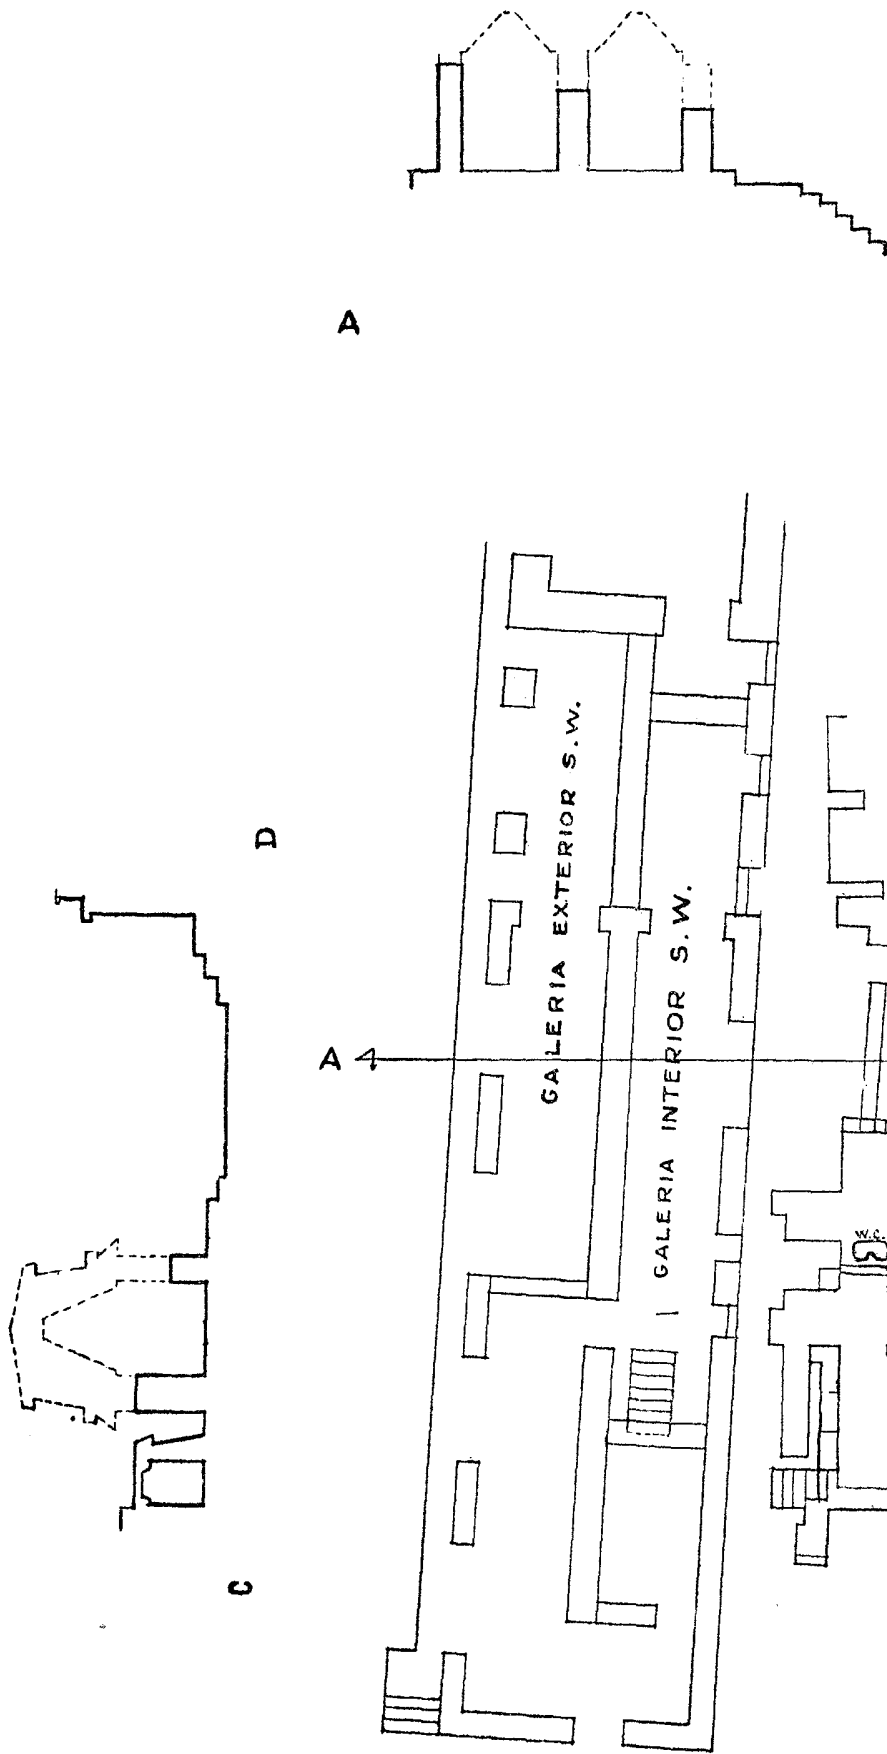 A
D
GALERIA EXTERIOR S.W.
A
GALERIA INTERIOR S.W.
W.C.
C